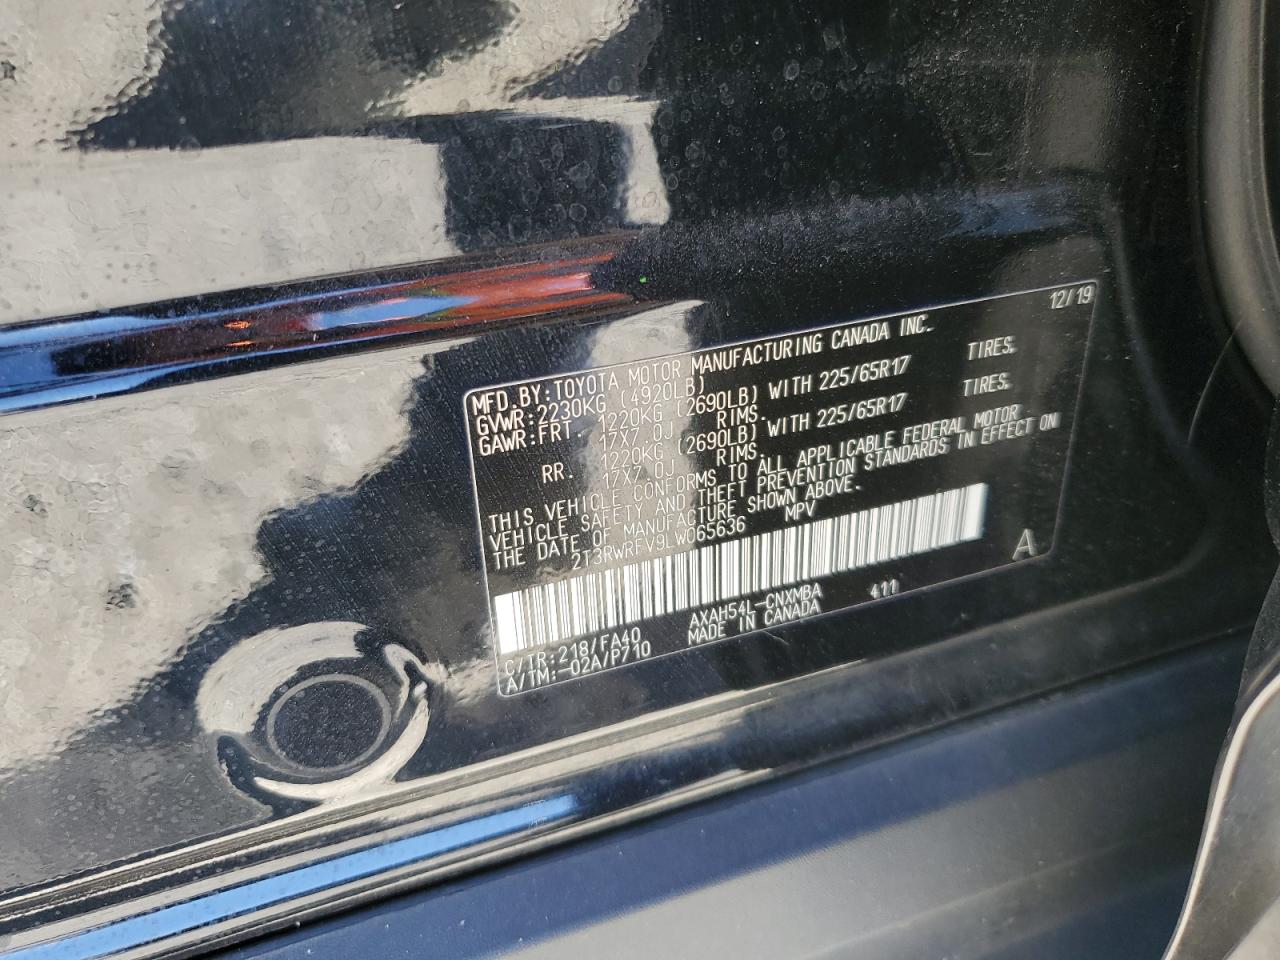 12/19
MFD.BY:TOYOTA MOTOR MANUFACTURING CANADA INC.
GVWR:2230KG (4920LB)
GAWR:FRT. 1220KG (2690LB) WITH 225/65R17 TIRES,
17X7.0J RIMS.
RR. 1220KG (2690LB) WITH 225/65R17 TIRES,
17X7.0J RIMS.
THIS VEHICLE CONFORMS TO ALL APPLICABLE FEDERAL MOTOR
VEHICLE SAFETY AND THEFT PREVENTION STANDARDS IN EFFECT ON
THE DATE OF MANUFACTURE SHOWN ABOVE.
2T3RWRFV9LW065636 MPV
A
C/TR:218/FA40 AXAH54L-CNXMBA 411
A/TM:-02A/P710 MADE IN CANADA